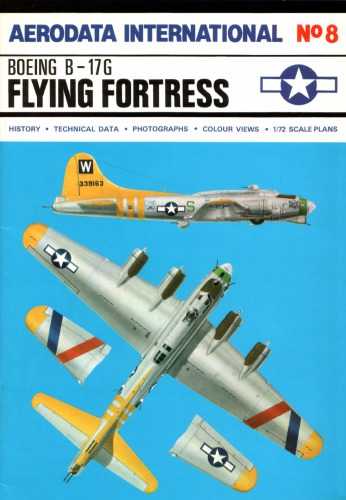 AERODATA INTERNATIONAL No8
BOEING B-17G
FLYING FORTRESS
HISTORY • TECHNICAL DATA • PHOTOGRAPHS • COLOUR VIEWS • 1/72 SCALE PLANS
W
339163
S